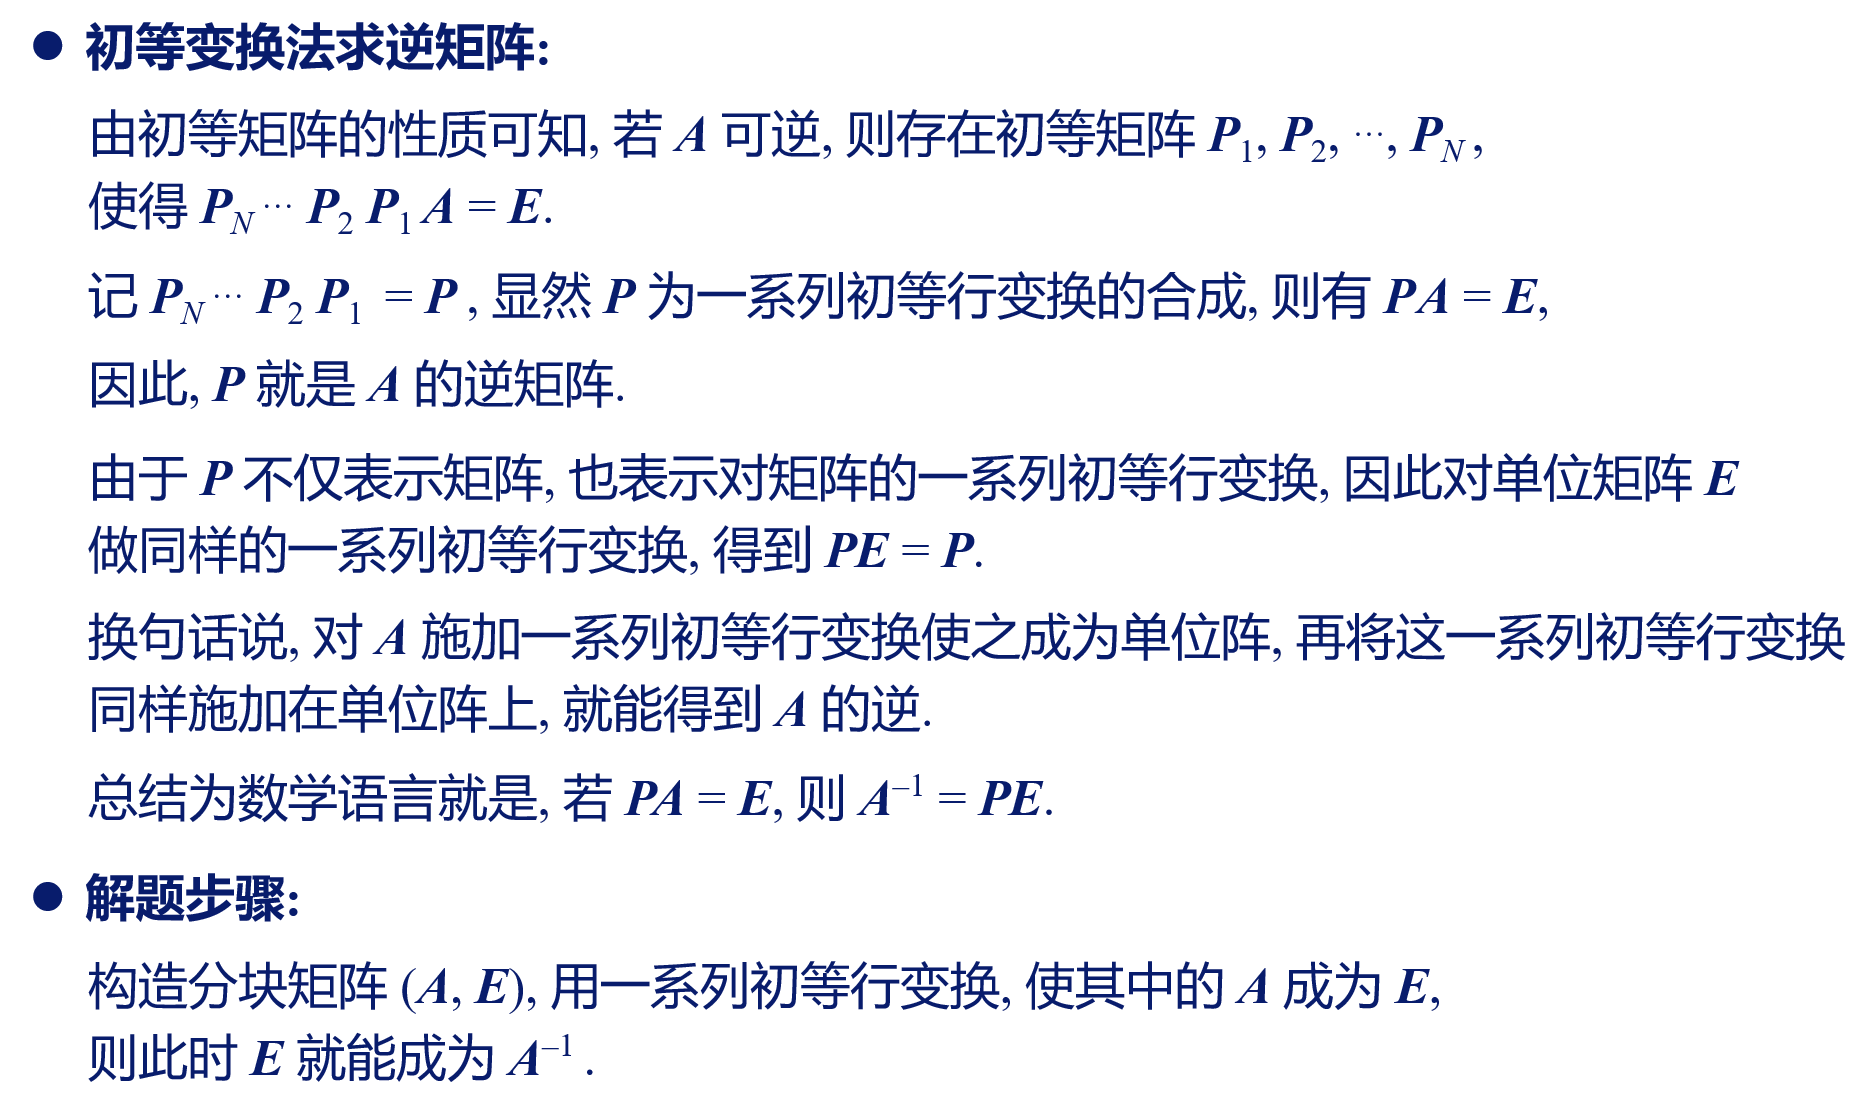 ● 初等变换法求逆矩阵:
由初等矩阵的性质可知, 若 A 可逆, 则存在初等矩阵 P₁, P₂, ⋯, P_N ,
使得 P_N ⋯ P₂ P₁ A = E.
记 P_N ⋯ P₂ P₁ = P , 显然 P 为一系列初等行变换的合成, 则有 PA = E,
因此, P 就是 A 的逆矩阵.
由于 P 不仅表示矩阵, 也表示对矩阵的一系列初等行变换, 因此对单位矩阵 E
做同样的一系列初等行变换, 得到 PE = P.
换句话说, 对 A 施加一系列初等行变换使之成为单位阵, 再将这一系列初等行变换
同样施加在单位阵上, 就能得到 A 的逆.
总结为数学语言就是, 若 PA = E, 则 A⁻¹ = PE.
● 解题步骤:
构造分块矩阵 (A, E), 用一系列初等行变换, 使其中的 A 成为 E,
则此时 E 就能成为 A⁻¹ .